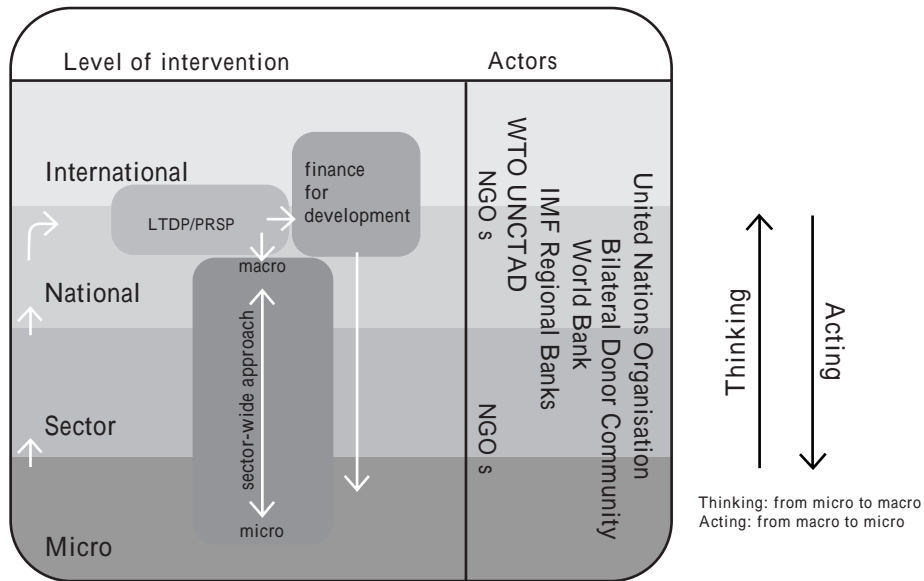 Level of intervention
Actors
International
National
Sector
Micro
LTDP/PRSP
finance
for
development
macro
sector-wide approach
micro
NGO s
NGO s
WTO UNCTAD
IMF Regional Banks
World Bank
Bilateral Donor Community
United Nations Organisation
Thinking
Acting
Thinking: from micro to macro
Acting: from macro to micro